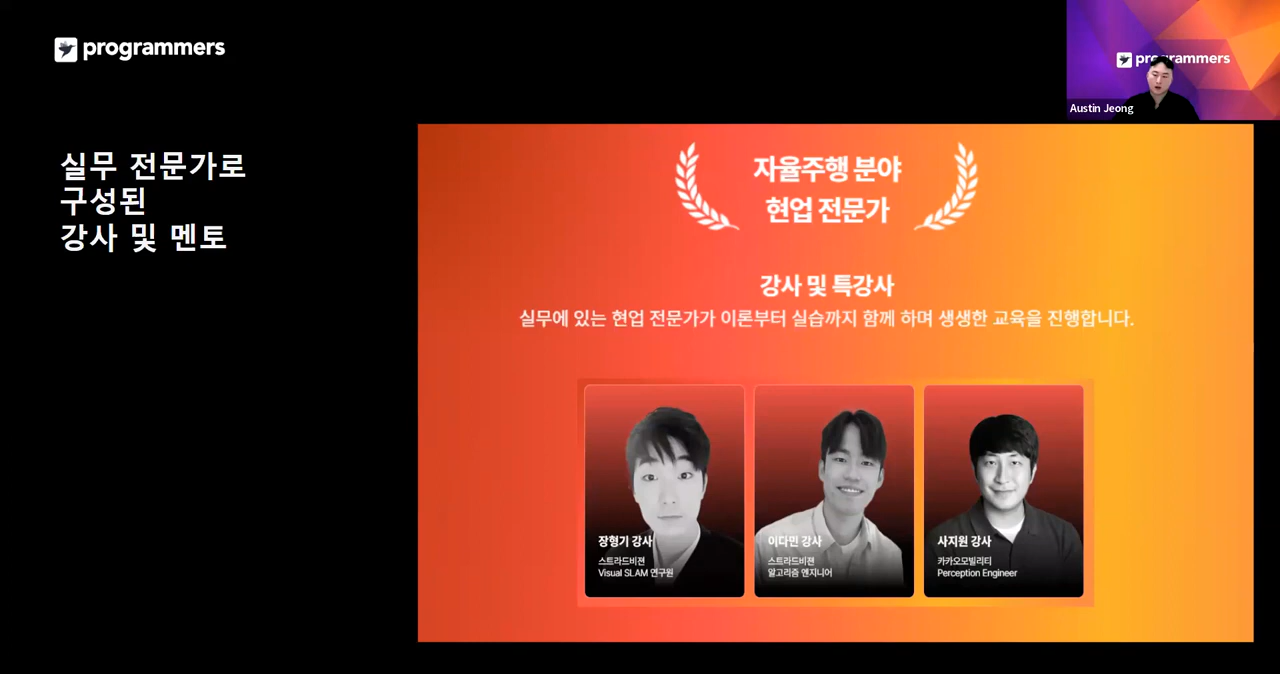 programmers
programmers
Austin Jeong
실무 전문가로
구성된
강사 및 멘토
자율주행 분야
현업 전문가
강사 및 특강사
실무에 있는 현업 전문가가 이론부터 실습까지 함께 하며 생생한 교육을 진행합니다.
장형기 강사
스트라드비젼
Visual SLAM 연구원
이다민 강사
스트라드비젼
알고리즘 엔지니어
사지원 강사
카카오모빌리티
Perception Engineer